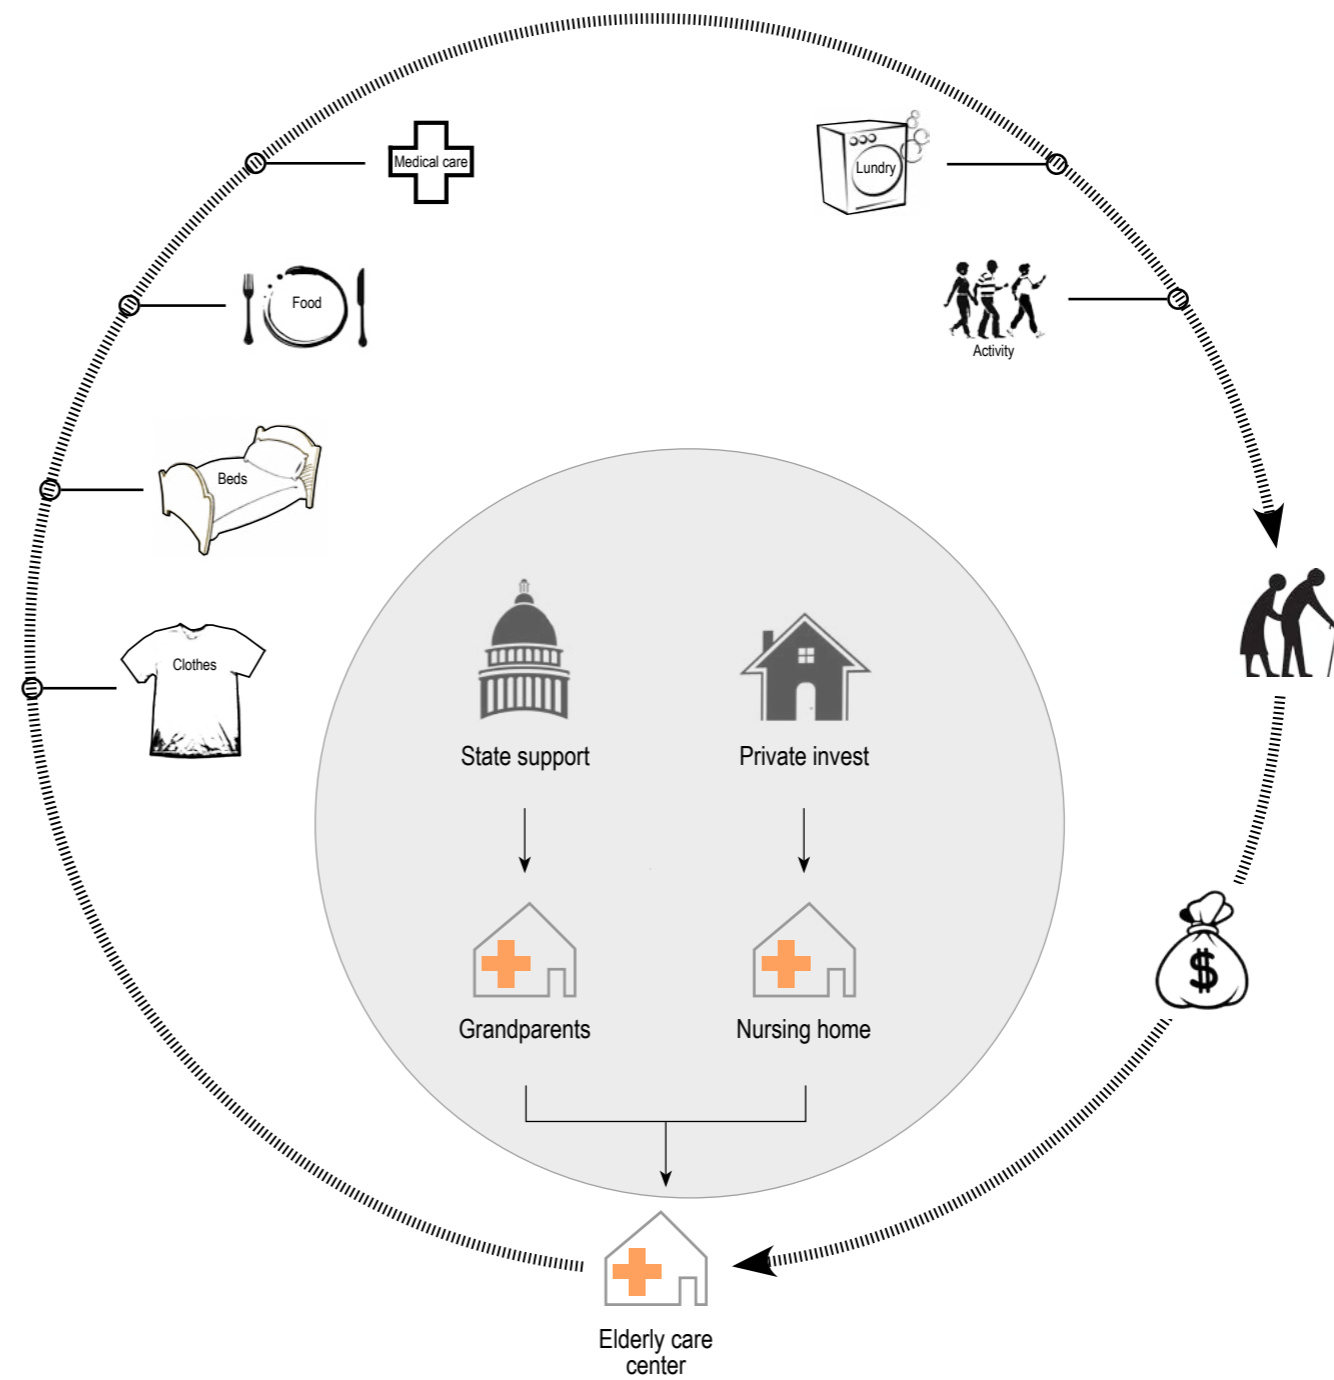 Medical care
Lundry
Food
Activity
Beds
Clothes
State support
Private invest
$
Grandparents
Nursing home
Elderly care
center